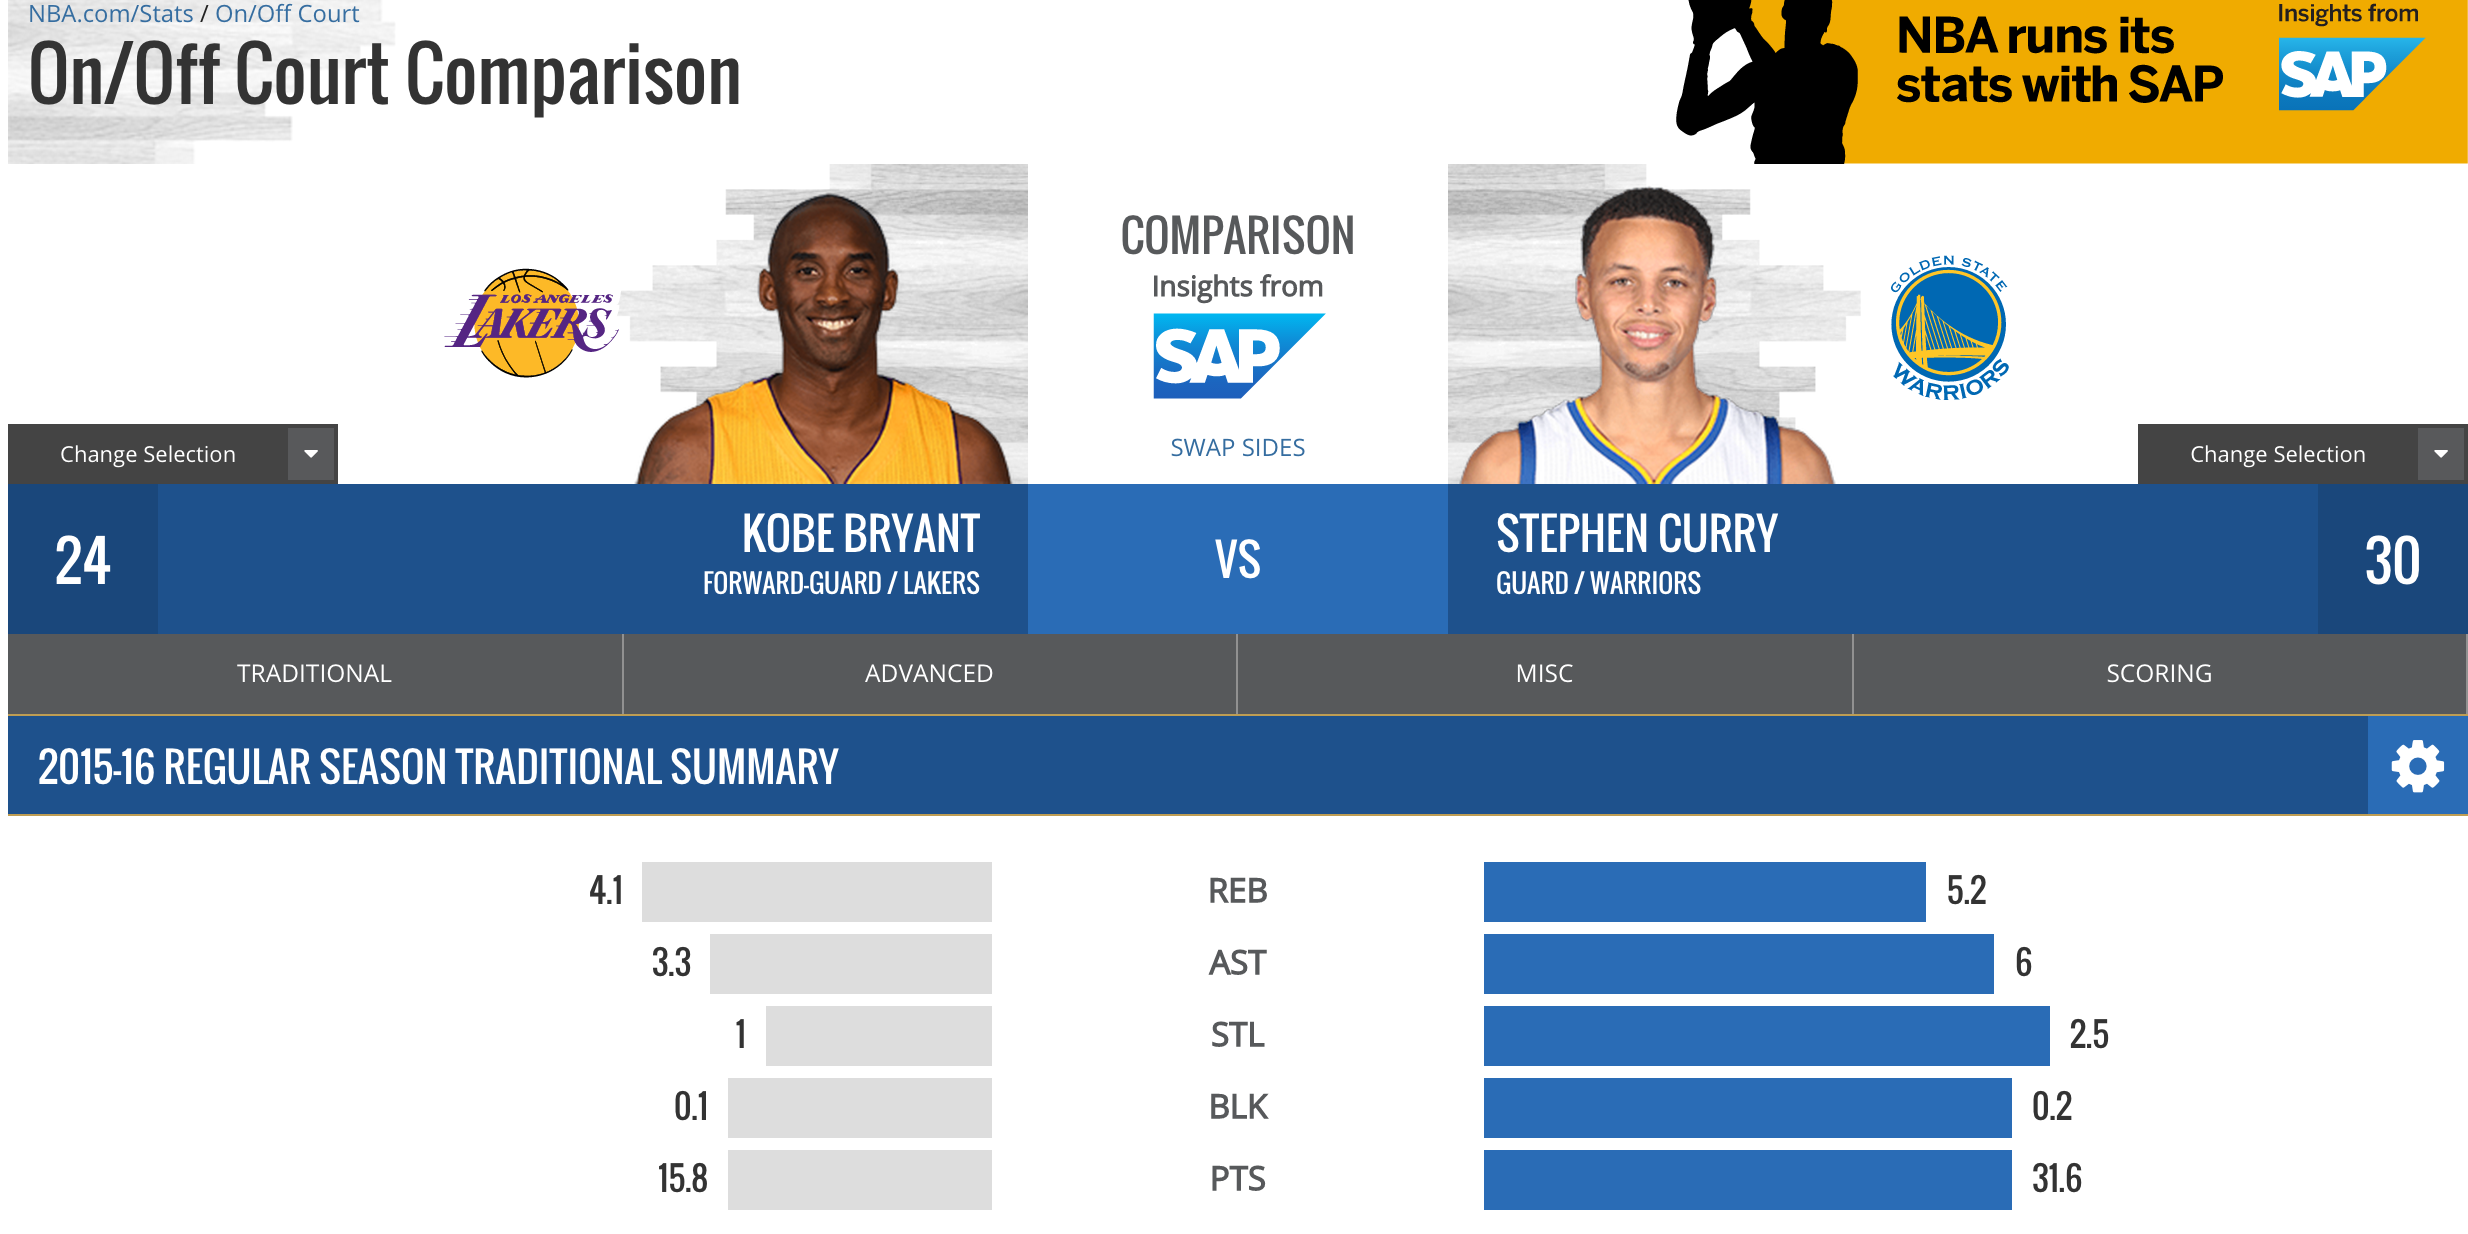 NBA.com/Stats / On/Off Court
On/Off Court Comparison
NBA runs its
stats with SAP
Insights from
SAP
LOS ANGELES
LAKERS
COMPARISON
Insights from
SAP
SWAP SIDES
GOLDEN STATE
WARRIORS
Change Selection
Change Selection
24
KOBE BRYANT
FORWARD-GUARD / LAKERS
VS
STEPHEN CURRY
GUARD / WARRIORS
30
TRADITIONAL ADVANCED MISC SCORING
2015-16 REGULAR SEASON TRADITIONAL SUMMARY
4.1 REB 5.2
3.3 AST 6
1 STL 2.5
0.1 BLK 0.2
15.8 PTS 31.6